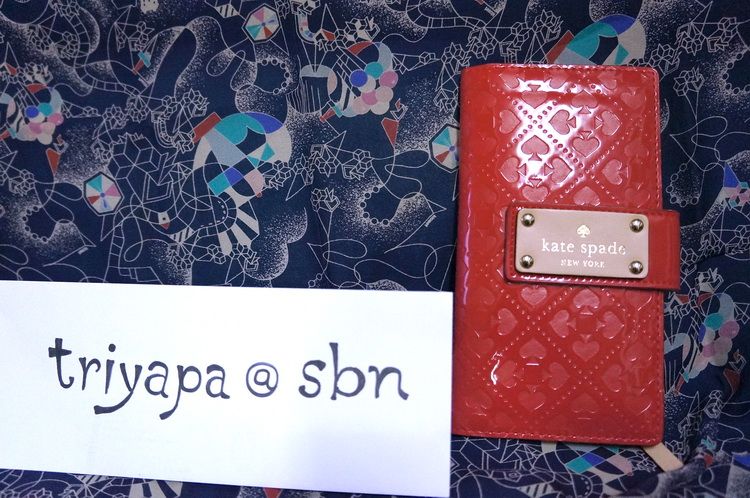 kate spade
NEW YORK
triyapa @ sbn